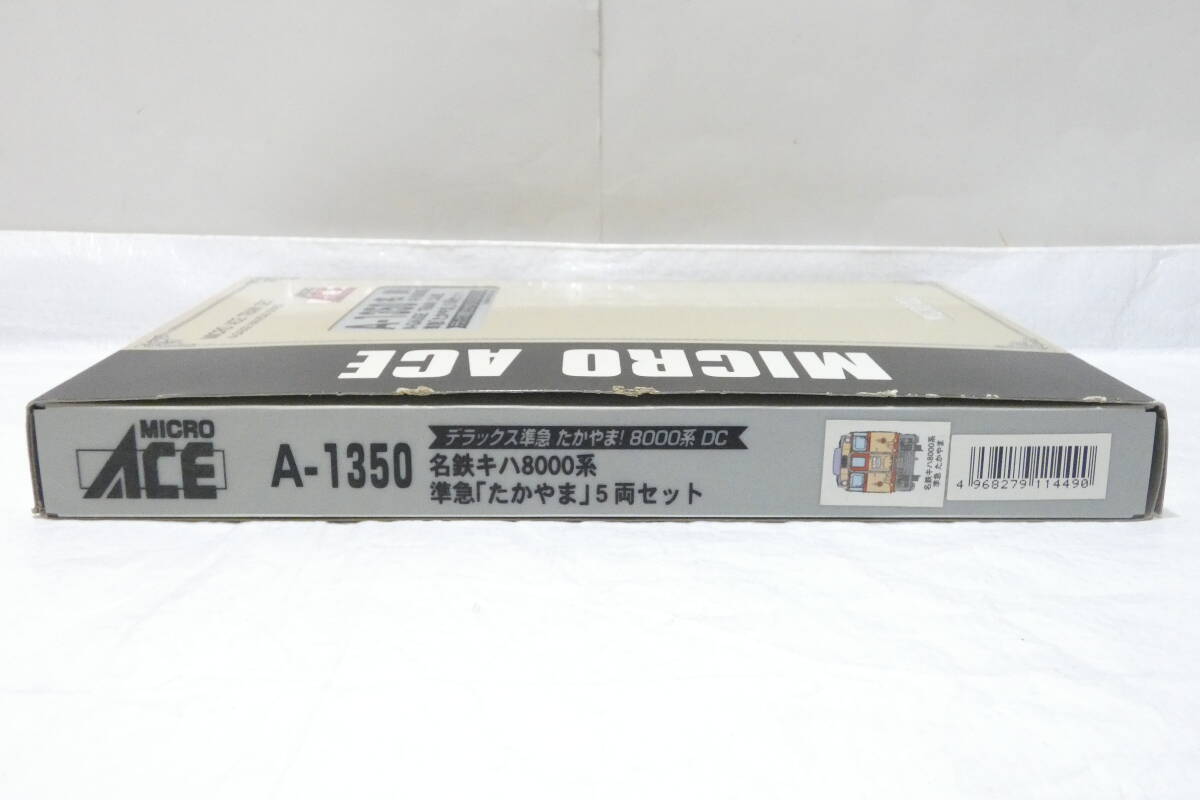 MICRO ACE
MICRO
ACE
A-1350
デラックス準急 たかやま! 8000系 DC
名鉄キハ8000系
準急「たかやま」5両セット
名鉄キハ8000系
準急 たかやま
4 968279 114490